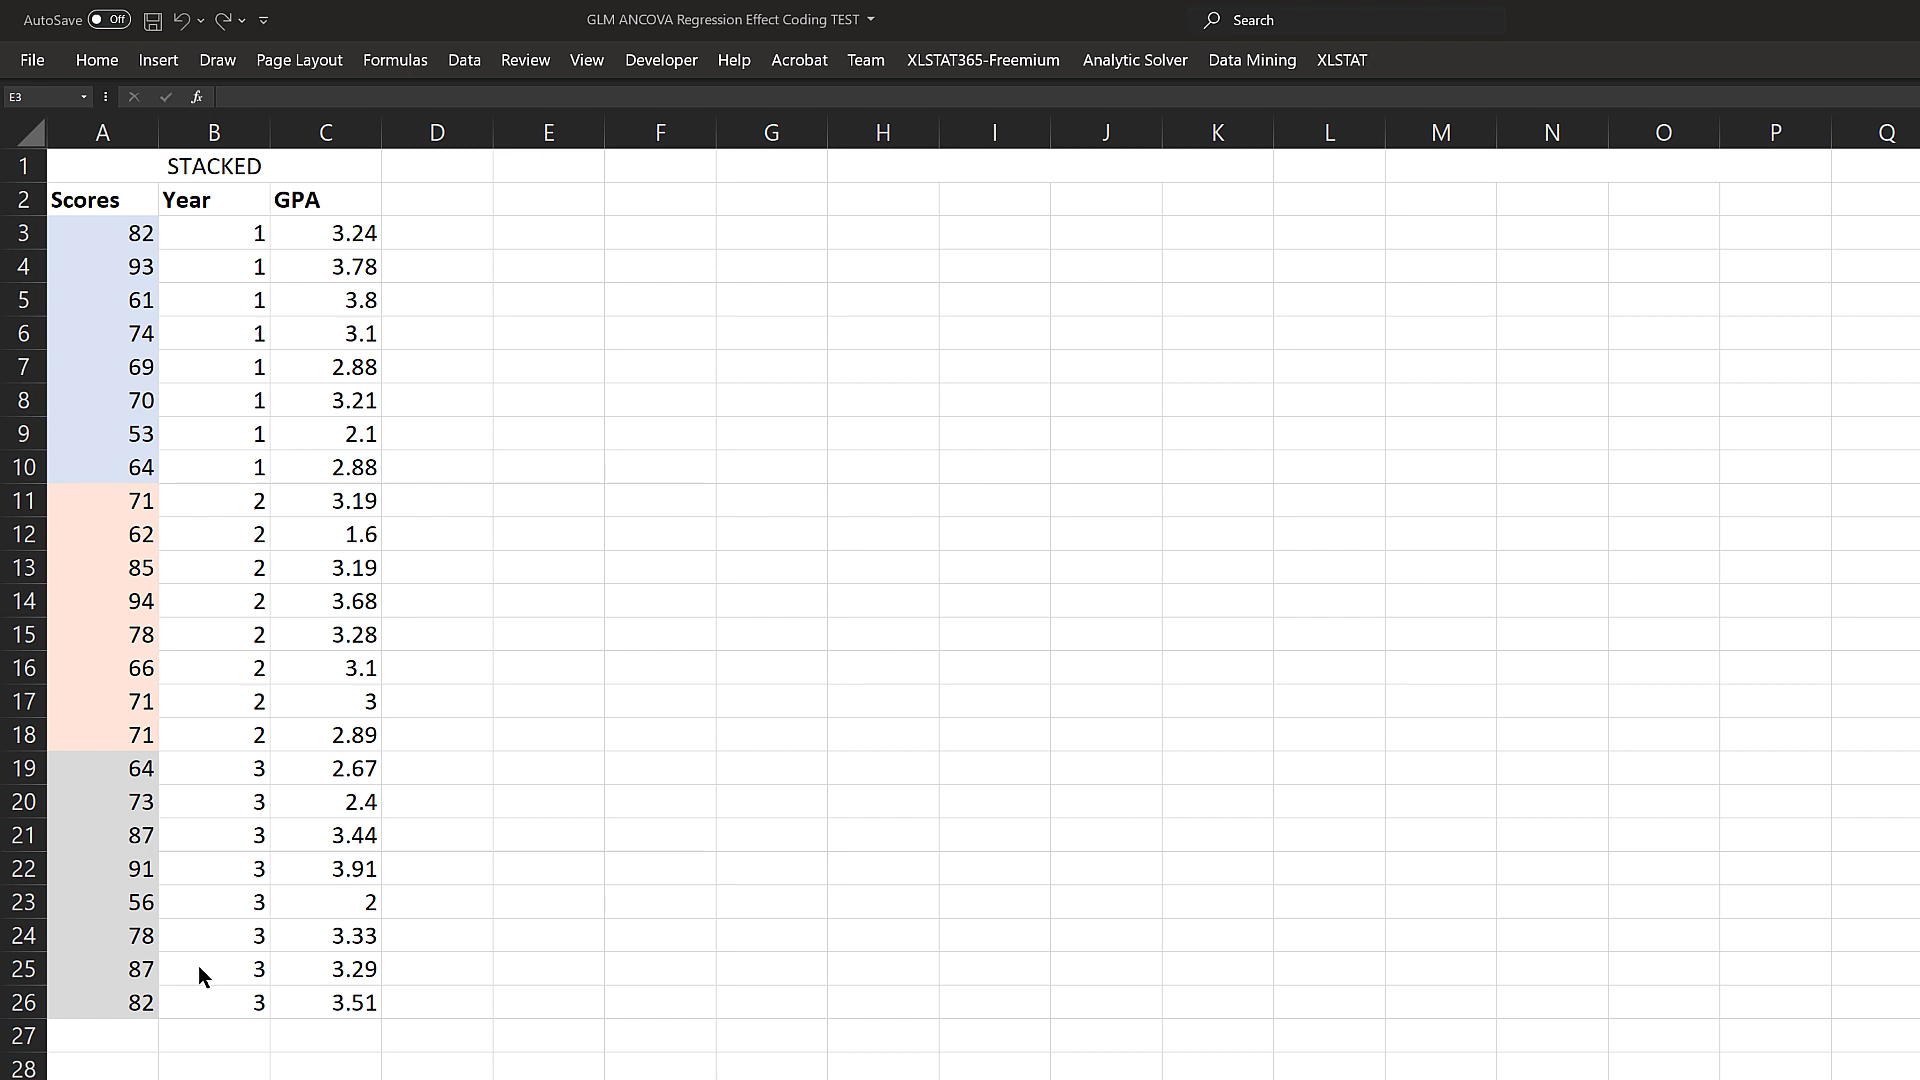 AutoSave Off GLM ANCOVA Regression Effect Coding TEST Search
File Home Insert Draw Page Layout Formulas Data Review View Developer Help Acrobat Team XLSTAT365-Freemium Analytic Solver Data Mining XLSTAT
E3 fx
A B C D E F G H I J K L M N O P Q
1 STACKED
2 Scores Year GPA
3 82 1 3.24
4 93 1 3.78
5 61 1 3.8
6 74 1 3.1
7 69 1 2.88
8 70 1 3.21
9 53 1 2.1
10 64 1 2.88
11 71 2 3.19
12 62 2 1.6
13 85 2 3.19
14 94 2 3.68
15 78 2 3.28
16 66 2 3.1
17 71 2 3
18 71 2 2.89
19 64 3 2.67
20 73 3 2.4
21 87 3 3.44
22 91 3 3.91
23 56 3 2
24 78 3 3.33
25 87 3 3.29
26 82 3 3.51
27
28